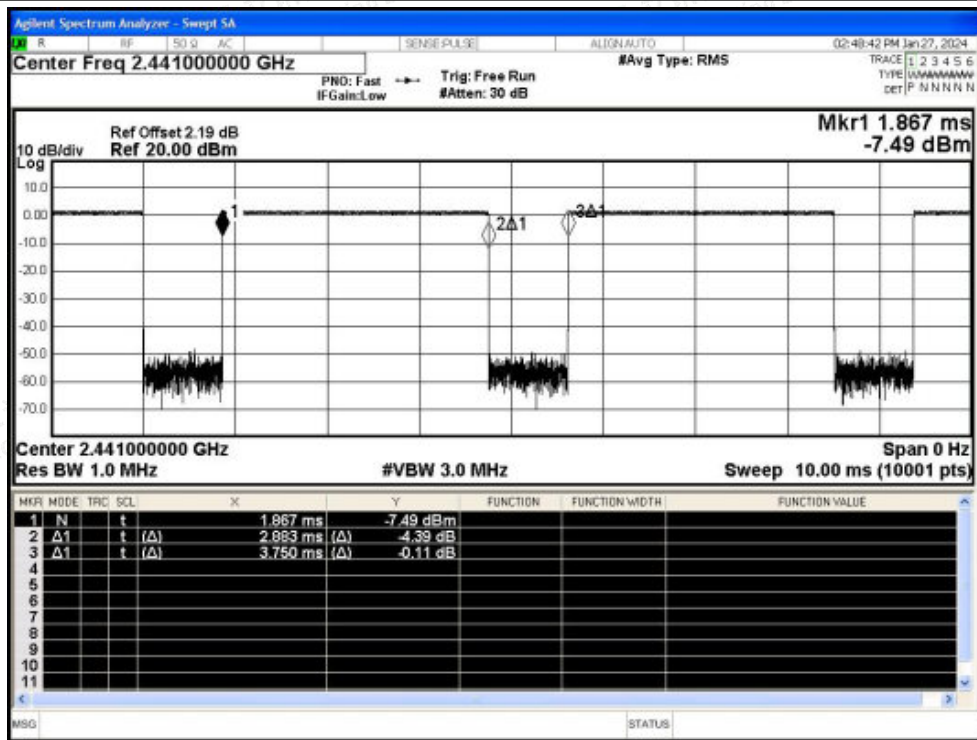 Agilent Spectrum Analyzer - Swept SA
R RF 50 Ω AC SENSE:PULSE ALIGNAUTO 02:48:42 PM Jan 27, 2024
Center Freq 2.441000000 GHz #Avg Type: RMS TRACE 1 2 3 4 5 6
PNO: Fast Trig: Free Run TYPE WWWWWW
IFGain:Low #Atten: 30 dB DET P N N N N N
Mkr1 1.867 ms
Ref Offset 2.19 dB
10 dB/div Ref 20.00 dBm -7.49 dBm
Log
10.0
0.00
1 2Δ1 3Δ1
-10.0
-20.0
-30.0
-40.0
-50.0
-60.0
-70.0
Center 2.441000000 GHz Span 0 Hz
Res BW 1.0 MHz #VBW 3.0 MHz Sweep 10.00 ms (10001 pts)
MKR MODE TRC SCL X Y FUNCTION FUNCTION WIDTH FUNCTION VALUE
1 N t 1.867 ms -7.49 dBm
2 Δ1 t (Δ) 2.883 ms (Δ) -4.39 dB
3 Δ1 t (Δ) 3.750 ms (Δ) -0.11 dB
4
5
6
7
8
9
10
11
MSG STATUS